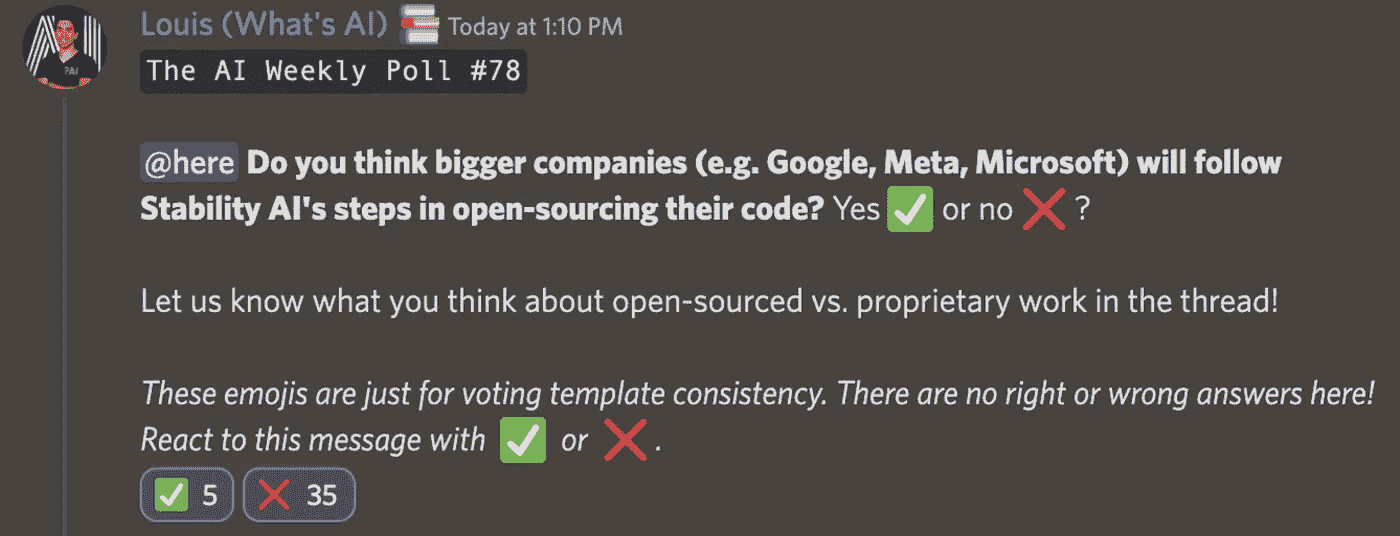 Louis (What's AI) Today at 1:10 PM
The AI Weekly Poll #78
@here Do you think bigger companies (e.g. Google, Meta, Microsoft) will follow
Stability AI's steps in open-sourcing their code? Yes ✅ or no ❌ ?
Let us know what you think about open-sourced vs. proprietary work in the thread!
These emojis are just for voting template consistency. There are no right or wrong answers here!
React to this message with ✅ or ❌ .
✅ 5 ❌ 35
?AI